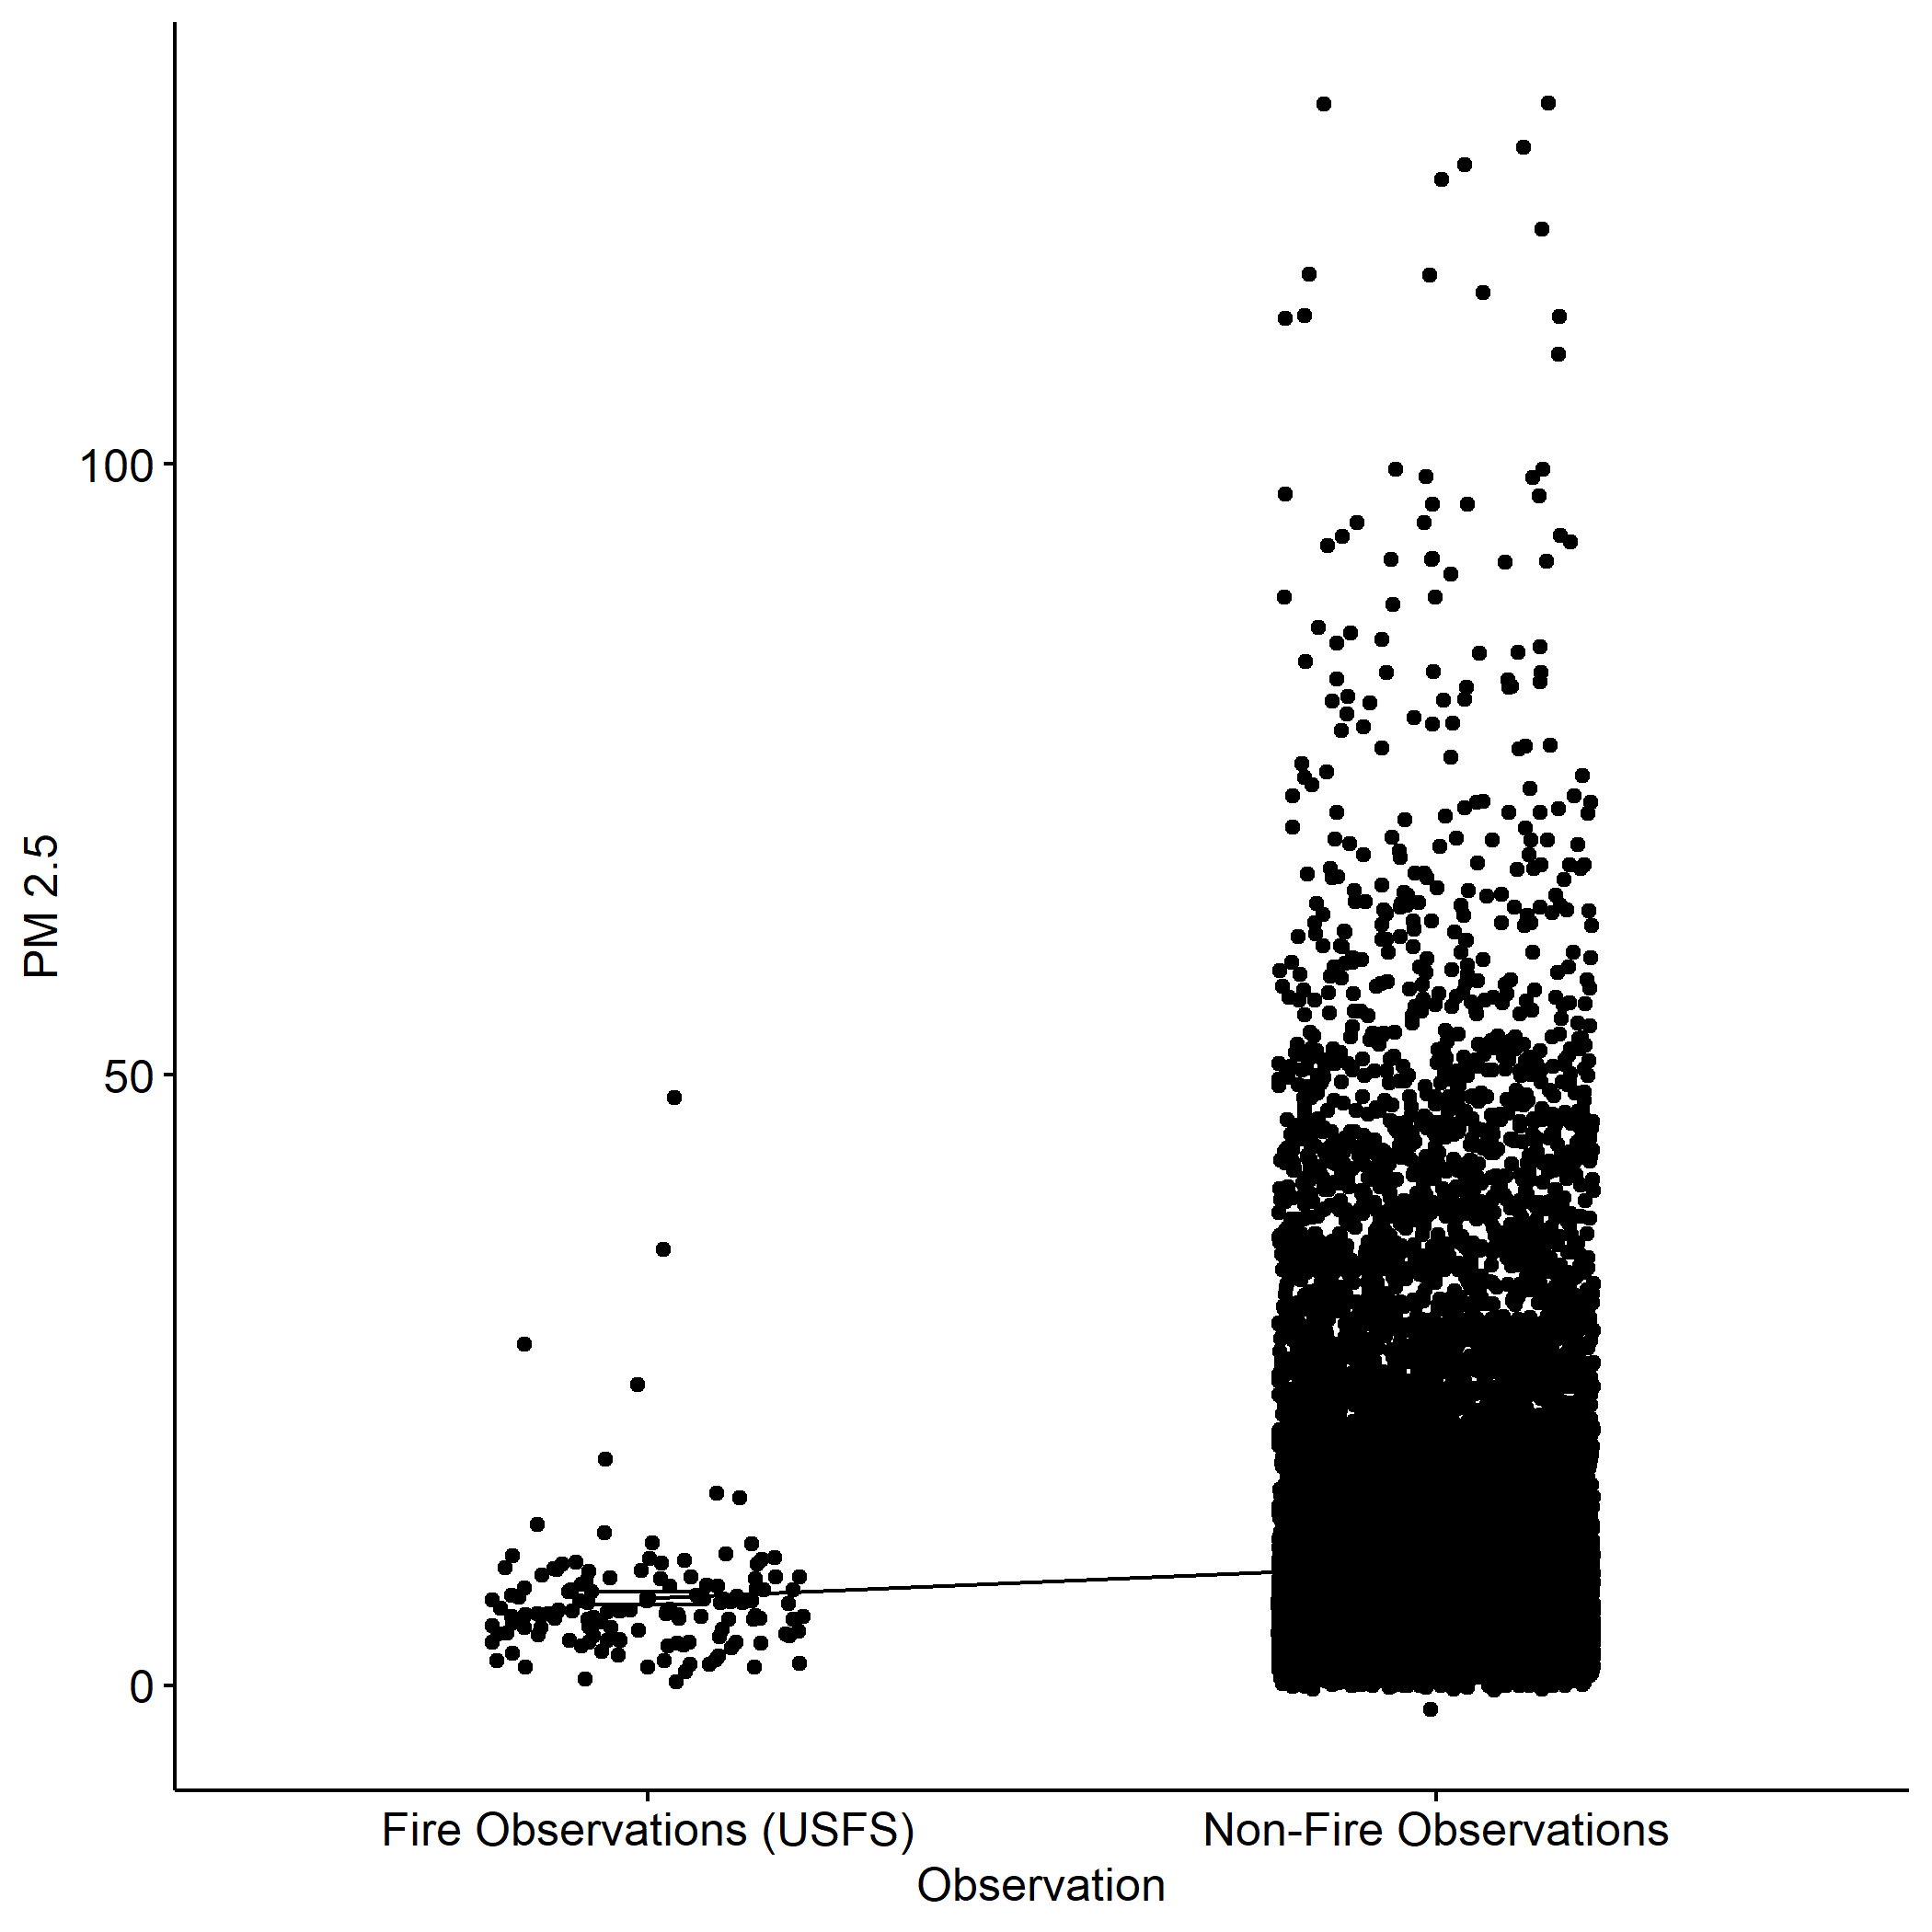 100
50
0
PM 2.5
Fire Observations (USFS)
Non-Fire Observations
Observation